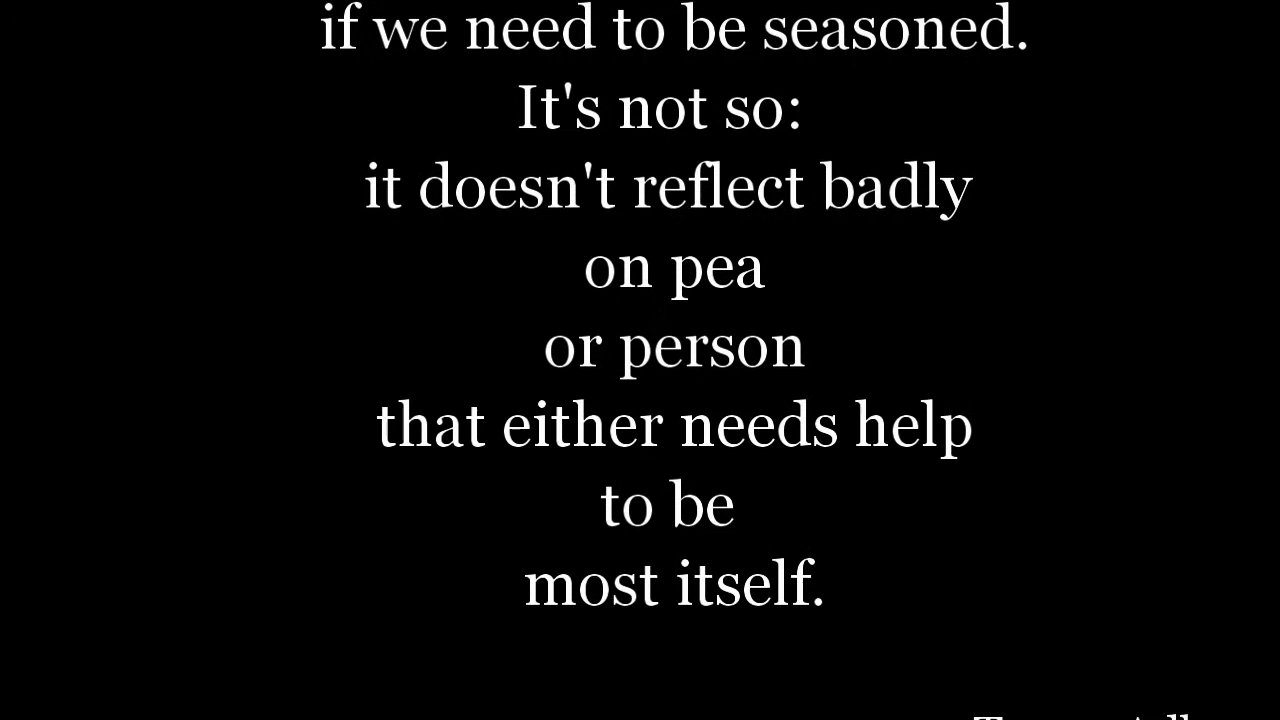 if we need to be seasoned.
It's not so:
it doesn't reflect badly
on pea
or person
that either needs help
to be
most itself.